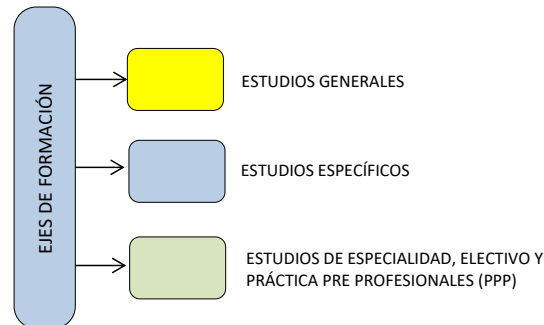 EJES DE FORMACIÓN
ESTUDIOS GENERALES
ESTUDIOS ESPECÍFICOS
ESTUDIOS DE ESPECIALIDAD, ELECTIVO Y
PRÁCTICA PRE PROFESIONALES (PPP)